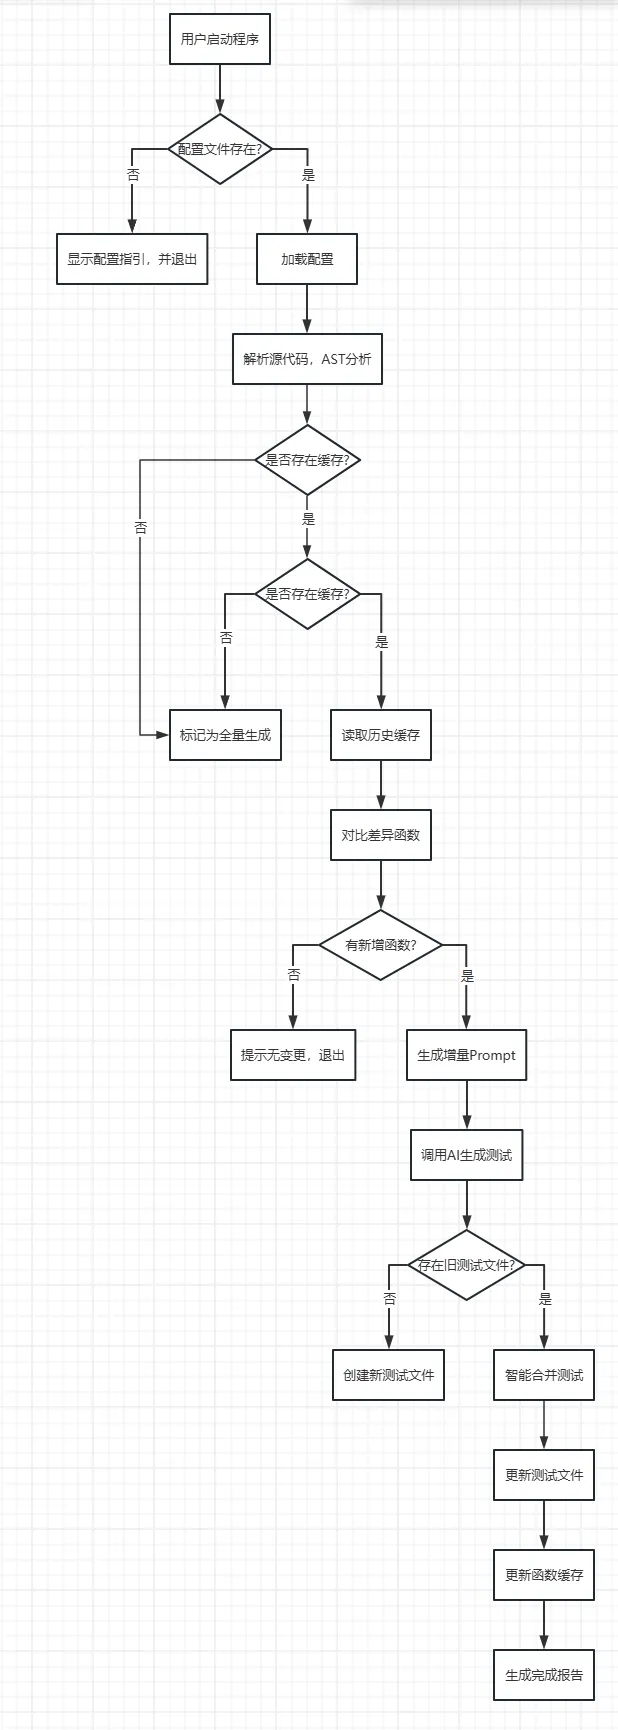 用户启动程序
配置文件存在?
否
是
显示配置指引，并退出
加载配置
解析源代码，AST分析
是否存在缓存?
否
是
是否存在缓存?
否
是
标记为全量生成
读取历史缓存
对比差异函数
有新增函数?
否
是
提示无变更，退出
生成增量Prompt
调用AI生成测试
存在旧测试文件?
否
是
创建新测试文件
智能合并测试
更新测试文件
更新函数缓存
生成完成报告